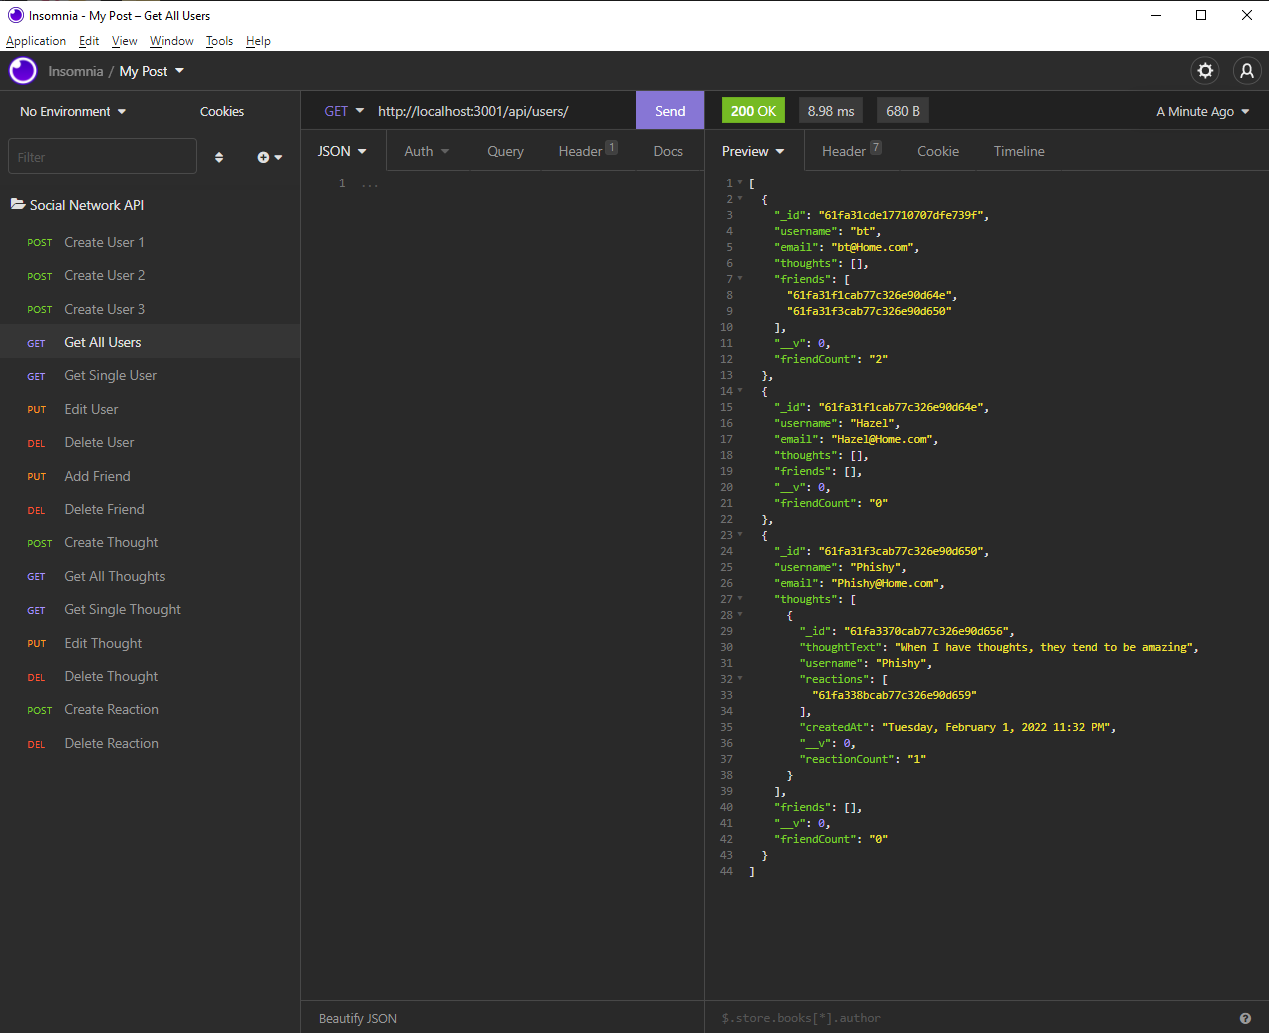 Insomnia - My Post – Get All Users
Application Edit View Window Tools Help
Insomnia / My Post
No Environment Cookies
Filter
Social Network API
POST Create User 1
POST Create User 2
POST Create User 3
GET Get All Users
GET Get Single User
PUT Edit User
DEL Delete User
PUT Add Friend
DEL Delete Friend
POST Create Thought
GET Get All Thoughts
GET Get Single Thought
PUT Edit Thought
DEL Delete Thought
POST Create Reaction
DEL Delete Reaction
GET http://localhost:3001/api/users/ Send
JSON Auth Query Header 1 Docs
1 ...
Beautify JSON
200 OK 8.98 ms 680 B A Minute Ago
Preview Header 7 Cookie Timeline
1 [
2 {
3 "_id": "61fa31cde17710707dfe739f",
4 "username": "bt",
5 "email": "bt@Home.com",
6 "thoughts": [],
7 "friends": [
8 "61fa31f1cab77c326e90d64e",
9 "61fa31f3cab77c326e90d650"
10 ],
11 "__v": 0,
12 "friendCount": "2"
13 },
14 {
15 "_id": "61fa31f1cab77c326e90d64e",
16 "username": "Hazel",
17 "email": "Hazel@Home.com",
18 "thoughts": [],
19 "friends": [],
20 "__v": 0,
21 "friendCount": "0"
22 },
23 {
24 "_id": "61fa31f3cab77c326e90d650",
25 "username": "Phishy",
26 "email": "Phishy@Home.com",
27 "thoughts": [
28 {
29 "_id": "61fa3370cab77c326e90d656",
30 "thoughtText": "When I have thoughts, they tend to be amazing",
31 "username": "Phishy",
32 "reactions": [
33 "61fa338bcab77c326e90d659"
34 ],
35 "createdAt": "Tuesday, February 1, 2022 11:32 PM",
36 "__v": 0,
37 "reactionCount": "1"
38 }
39 ],
40 "friends": [],
41 "__v": 0,
42 "friendCount": "0"
43 }
44 ]
$.store.books[*].author